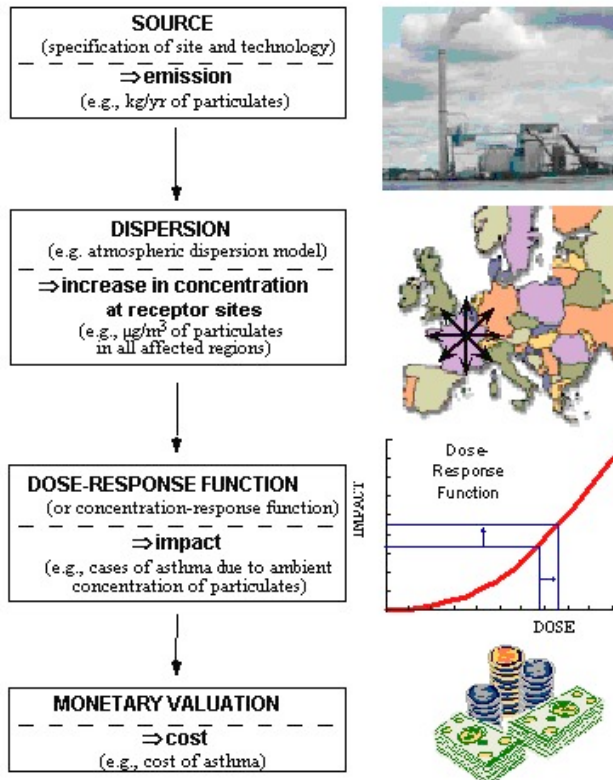 SOURCE
(specification of site and technology)
⇒emission
(e.g., kg/yr of particulates)
DISPERSION
(e.g. atmospheric dispersion model)
⇒increase in concentration
at receptor sites
(e.g., µg/m³ of particulates
in all affected regions)
DOSE-RESPONSE FUNCTION
(or concentration-response function)
⇒impact
(e.g., cases of asthma due to ambient
concentration of particulates)
Dose-
Response
Function
IMPACT
DOSE
MONETARY VALUATION
⇒cost
(e.g., cost of asthma)